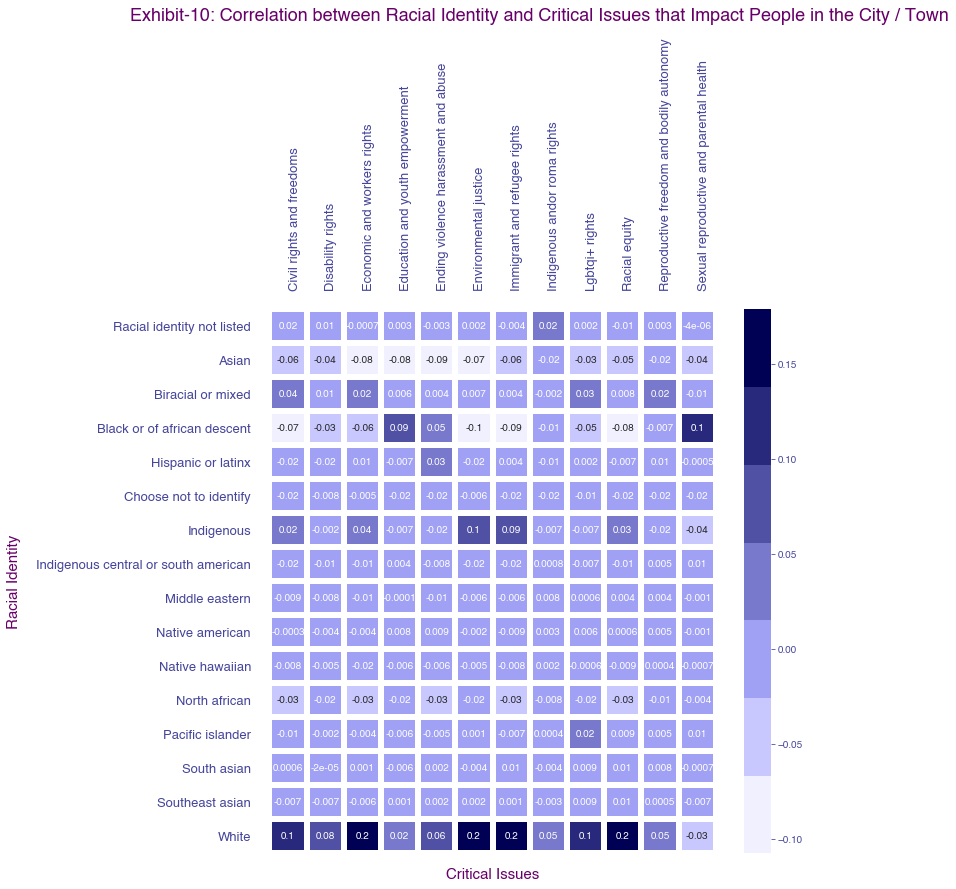 Exhibit-10: Correlation between Racial Identity and Critical Issues that Impact People in the City / Town
Civil rights and freedoms
Disability rights
Economic and workers rights
Education and youth empowerment
Ending violence harassment and abuse
Environmental justice
Immigrant and refugee rights
Indigenous andor roma rights
Lgbtqi+ rights
Racial equity
Reproductive freedom and bodily autonomy
Sexual reproductive and parental health
Racial identity not listed 0.02 0.01 -0.0007 0.003 -0.003 0.002 -0.004 0.02 0.002 -0.01 0.003 -4e-06
Asian -0.06 -0.04 -0.08 -0.08 -0.09 -0.07 -0.06 -0.02 -0.03 -0.05 -0.02 -0.04
Biracial or mixed 0.04 0.01 0.02 0.006 0.004 0.007 0.004 -0.002 0.03 0.008 0.02 -0.01
Black or of african descent -0.07 -0.03 -0.06 0.09 0.05 -0.1 -0.09 -0.01 -0.05 -0.08 -0.007 0.1
Hispanic or latinx -0.02 -0.02 0.01 -0.007 0.03 -0.02 0.004 -0.01 0.002 -0.007 0.01 -0.0005
Choose not to identify -0.02 -0.008 -0.005 -0.02 -0.02 -0.006 -0.02 -0.02 -0.01 -0.02 -0.02 -0.02
Indigenous 0.02 -0.002 0.04 -0.007 -0.02 0.1 0.09 -0.007 -0.007 0.03 -0.02 -0.04
Indigenous central or south american -0.02 -0.01 -0.01 0.004 -0.008 -0.02 -0.02 0.0008 -0.007 -0.01 0.005 0.01
Middle eastern -0.009 -0.008 -0.01 -0.0001 -0.01 -0.006 -0.006 0.008 0.0006 0.004 0.004 -0.001
Native american -0.0003 -0.004 -0.004 0.008 0.009 -0.002 -0.009 0.003 0.006 0.0006 0.005 -0.001
Native hawaiian -0.008 -0.005 -0.02 -0.006 -0.006 -0.005 -0.008 0.002 -0.0006 -0.009 0.0004 -0.0007
North african -0.03 -0.02 -0.03 -0.02 -0.03 -0.02 -0.03 -0.008 -0.02 -0.03 -0.01 -0.004
Pacific islander -0.01 -0.002 -0.004 -0.006 -0.005 0.001 -0.007 0.0004 0.02 0.009 0.005 0.01
South asian 0.0006 -2e-05 0.001 -0.006 0.002 -0.004 0.01 -0.004 0.009 0.01 0.008 -0.0007
Southeast asian -0.007 -0.007 -0.006 0.001 0.002 0.002 0.001 -0.003 0.009 0.01 0.0005 -0.007
White 0.1 0.08 0.2 0.02 0.06 0.2 0.2 0.05 0.1 0.2 0.05 -0.03
0.15
0.10
0.05
0.00
−0.05
−0.10
Racial Identity
Critical Issues